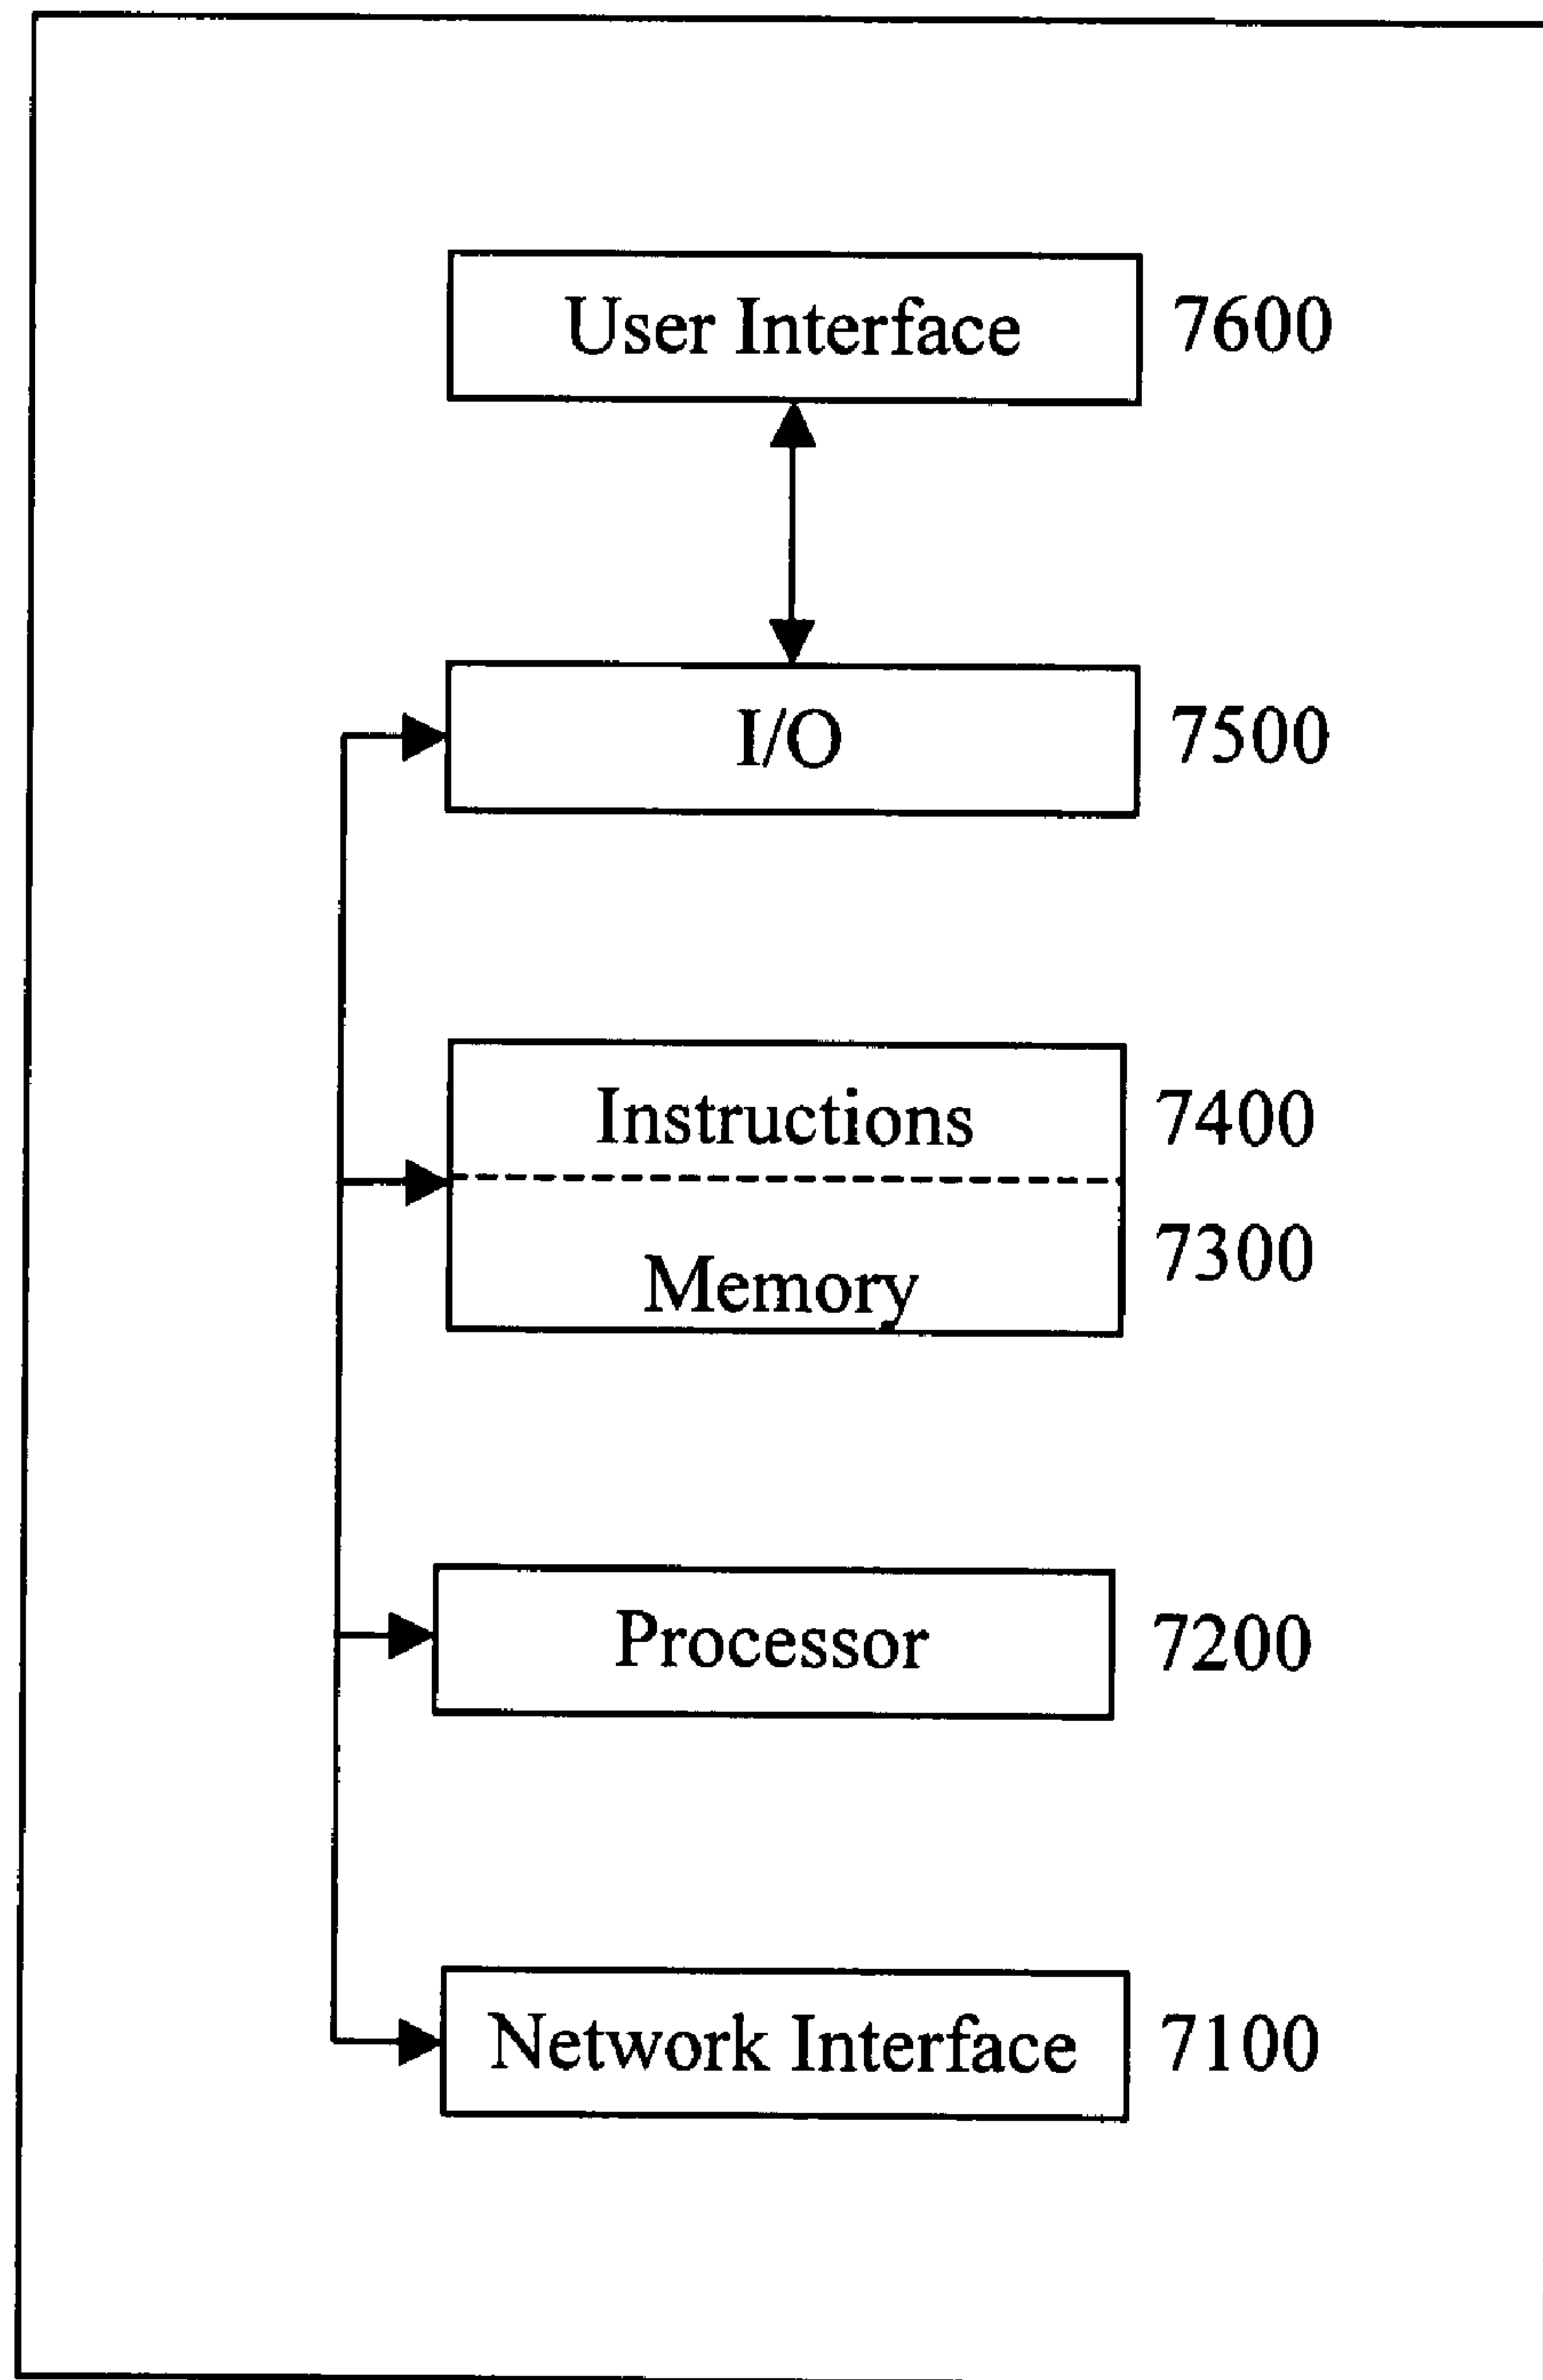 User Interface 7600
I/O 7500
Instructions 7400
Memory 7300
Processor 7200
Network Interface 7100